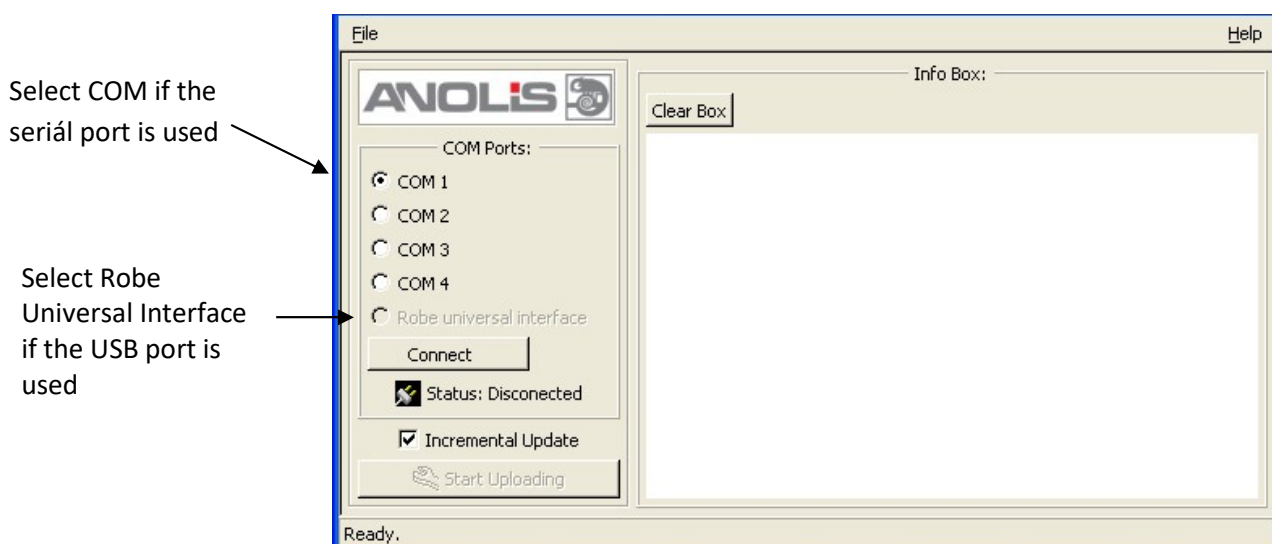 File
Help
Select COM if the
seriál port is used
ANOLiS
Info Box:
Clear Box
COM Ports:
COM 1
COM 2
COM 3
COM 4
Select Robe
Universal Interface
if the USB port is
used
Robe universal interface
Connect
Status: Disconected
Incremental Update
Start Uploading
Ready.